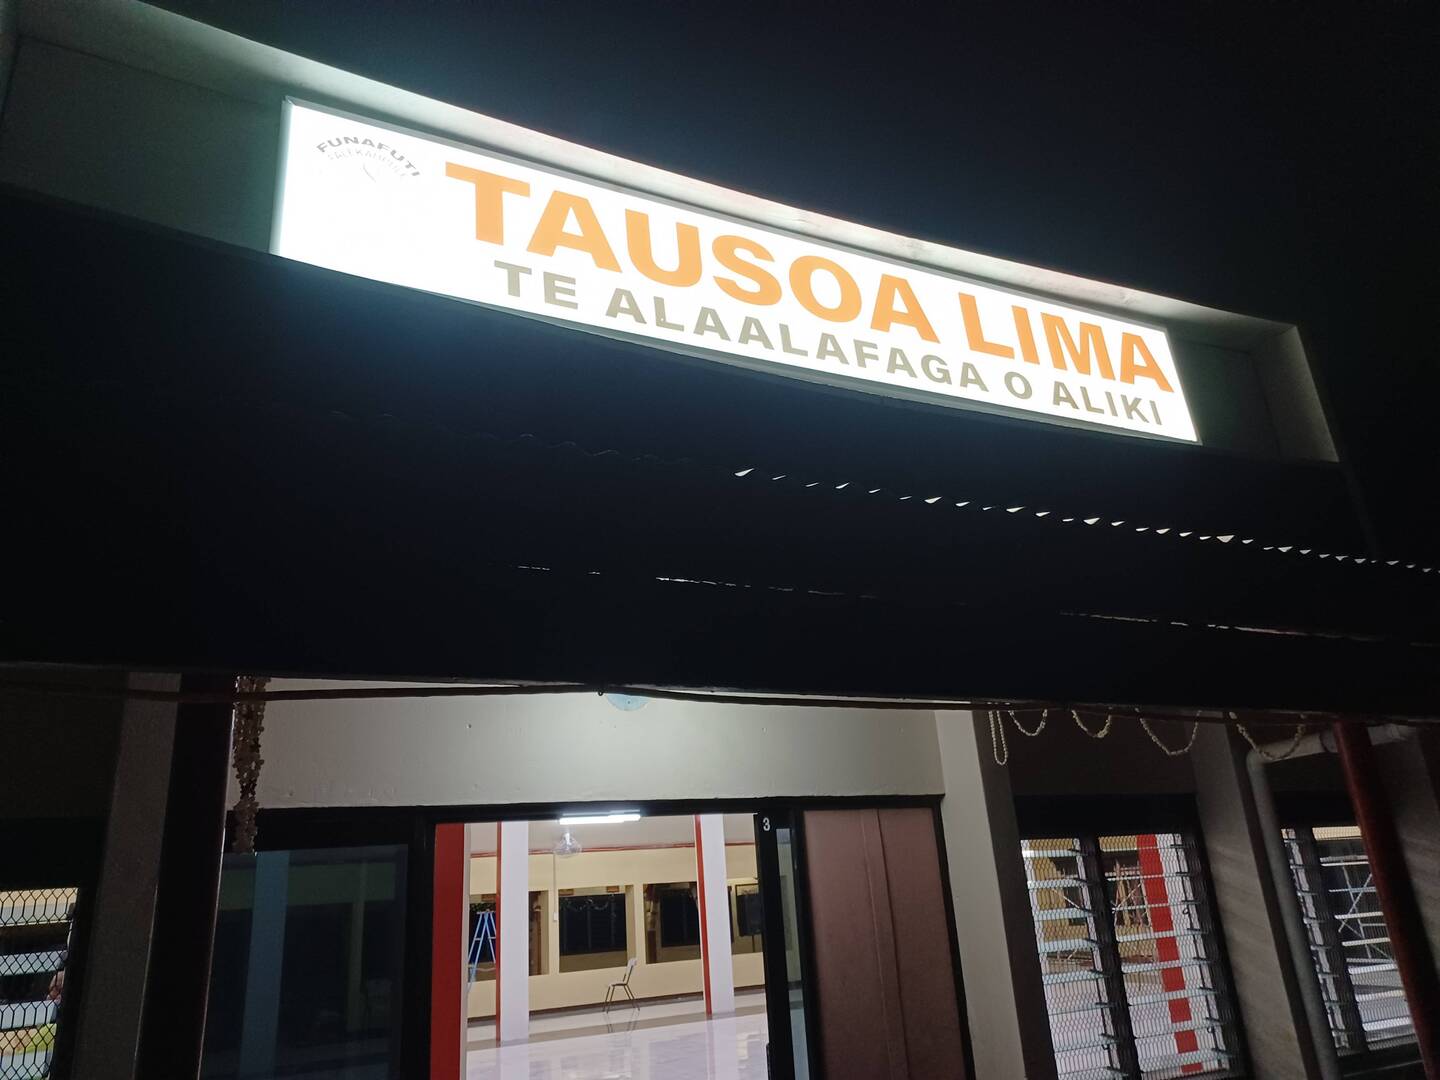 FUNAFUTI
TAUSOA LIMA
TE ALAALAFAGA O ALIKI
3